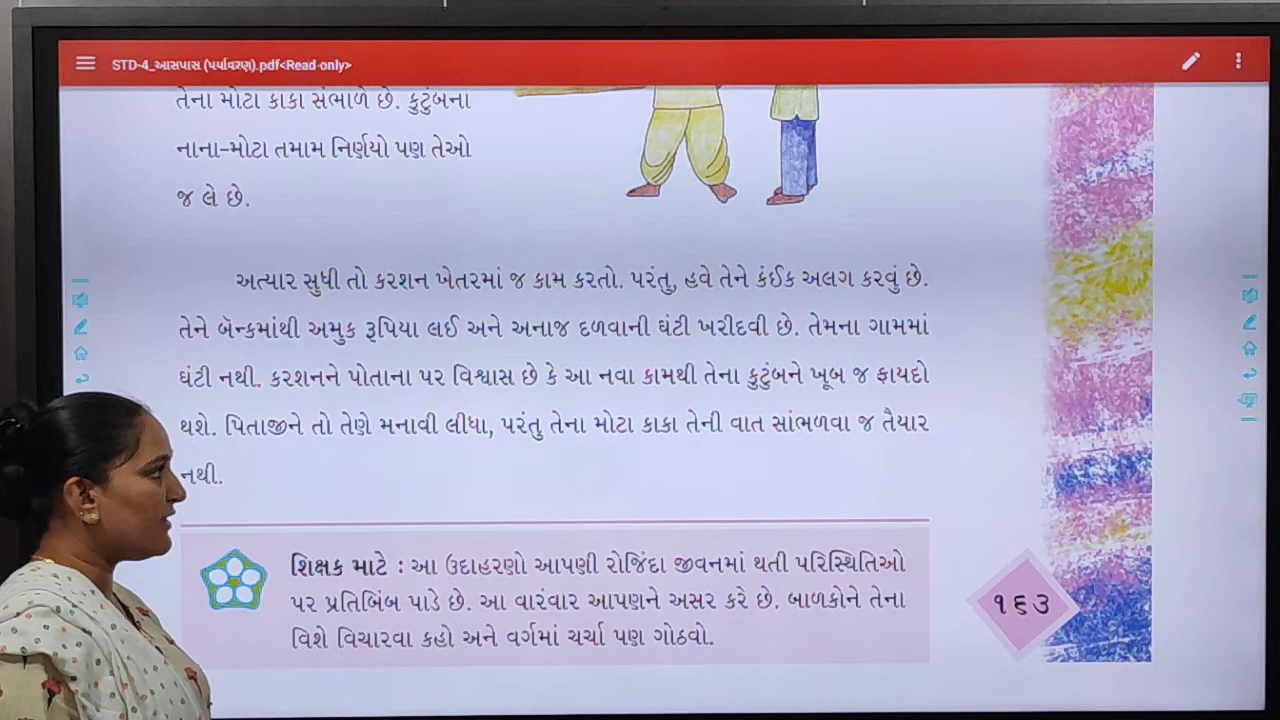 STD-4_આસપાસ (પર્યાવરણ).pdf<Read-only>
તેના મોટા કાકા સંભાળે છે. કુટુંબના
નાના-મોટા તમામ નિર્ણયો પણ તેઓ
જ લે છે.
અત્યાર સુધી તો કરશન ખેતરમાં જ કામ કરતો. પરંતુ, હવે તેને કંઈક અલગ કરવું છે.
તેને બૅન્કમાંથી અમુક રૂપિયા લઈ અને અનાજ દળવાની ઘંટી ખરીદવી છે. તેમના ગામમાં
ઘંટી નથી. કરશનને પોતાના પર વિશ્વાસ છે કે આ નવા કામથી તેના કુટુંબને ખૂબ જ ફાયદો
થશે. પિતાજીને તો તેણે મનાવી લીધા, પરંતુ તેના મોટા કાકા તેની વાત સાંભળવા જ તૈયાર
નથી.
શિક્ષક માટે : આ ઉદાહરણો આપણી રોજિંદા જીવનમાં થતી પરિસ્થિતિઓ
પર પ્રતિબિંબ પાડે છે. આ વારંવાર આપણને અસર કરે છે. બાળકોને તેના
વિશે વિચારવા કહો અને વર્ગમાં ચર્ચા પણ ગોઠવો.
૧૬૩